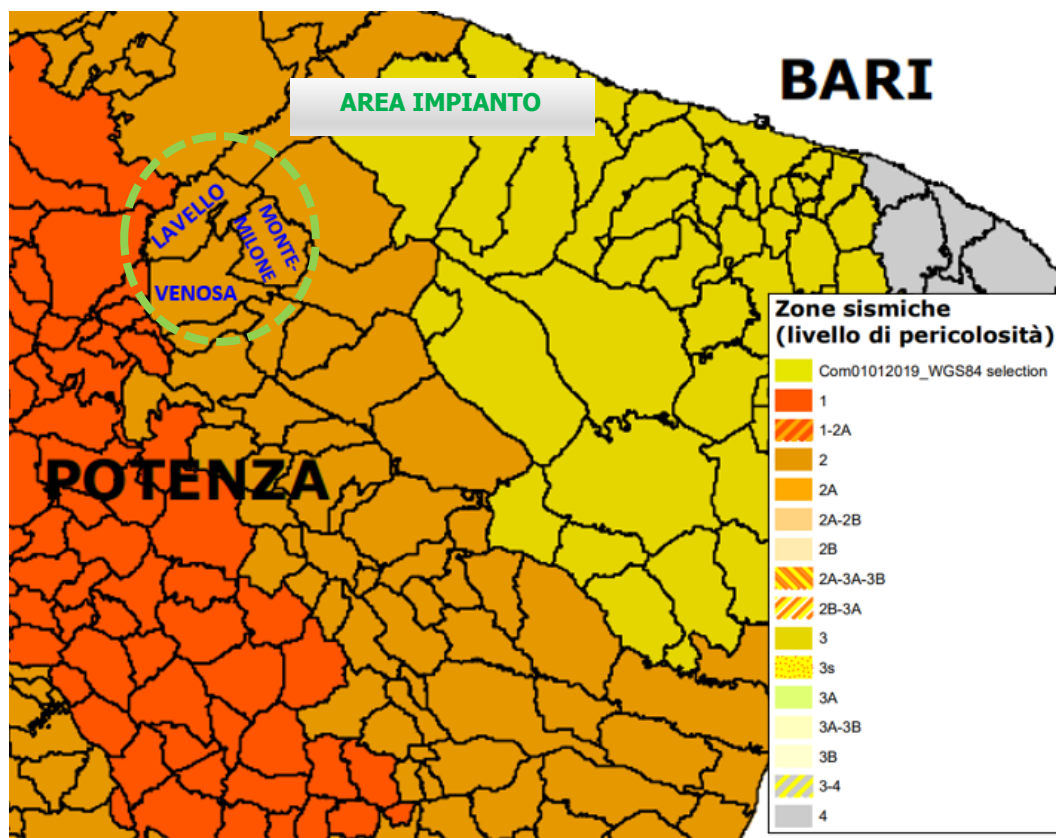 BARI
AREA IMPIANTO
LAVELLO
MONTE-
MILONE
VENOSA
POTENZA
Zone sismiche
(livello di pericolosità)
Com01012019_WGS84 selection
1
1-2A
2
2A
2A-2B
2B
2A-3A-3B
2B-3A
3
3s
3A
3A-3B
3B
3-4
4